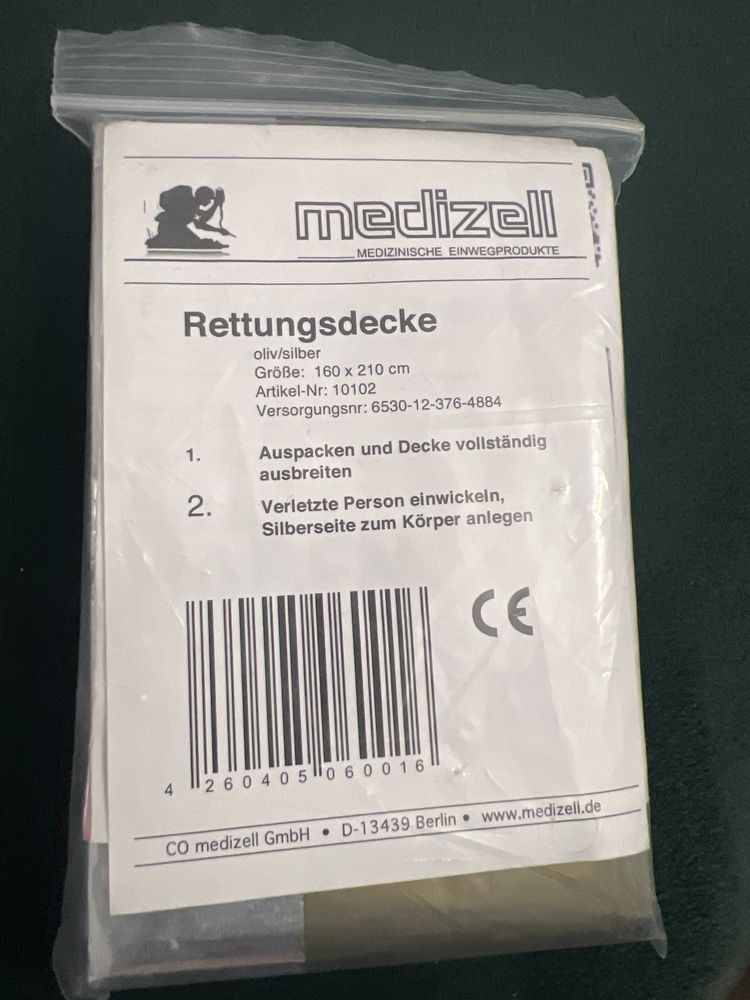 medizell
MEDIZINISCHE EINWEGPRODUKTE
Rettungsdecke
oliv/silber
Größe: 160 x 210 cm
Artikel-Nr: 10102
Versorgungsnr: 6530-12-376-4884
1. Auspacken und Decke vollständig
ausbreiten
2. Verletzte Person einwickeln,
Silberseite zum Körper anlegen
CE
4 260405 060016
CO medizell GmbH • D-13439 Berlin • www.medizell.de